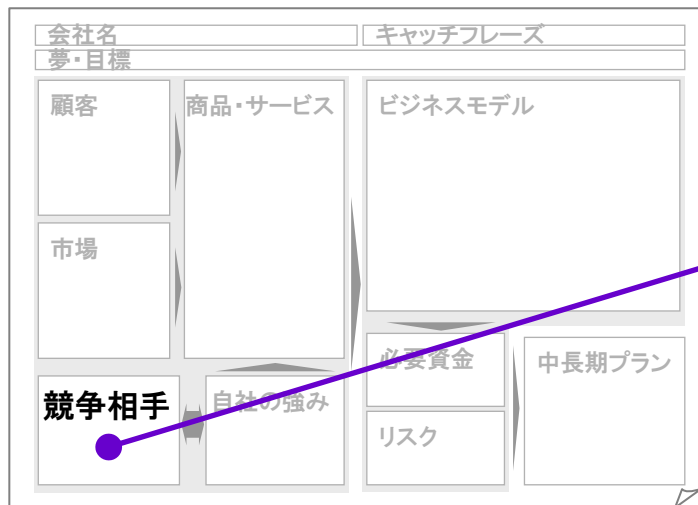 会社名
キャッチフレーズ
夢・目標
顧客
商品・サービス
ビジネスモデル
市場
必要資金
中長期プラン
競争相手
自社の強み
リスク